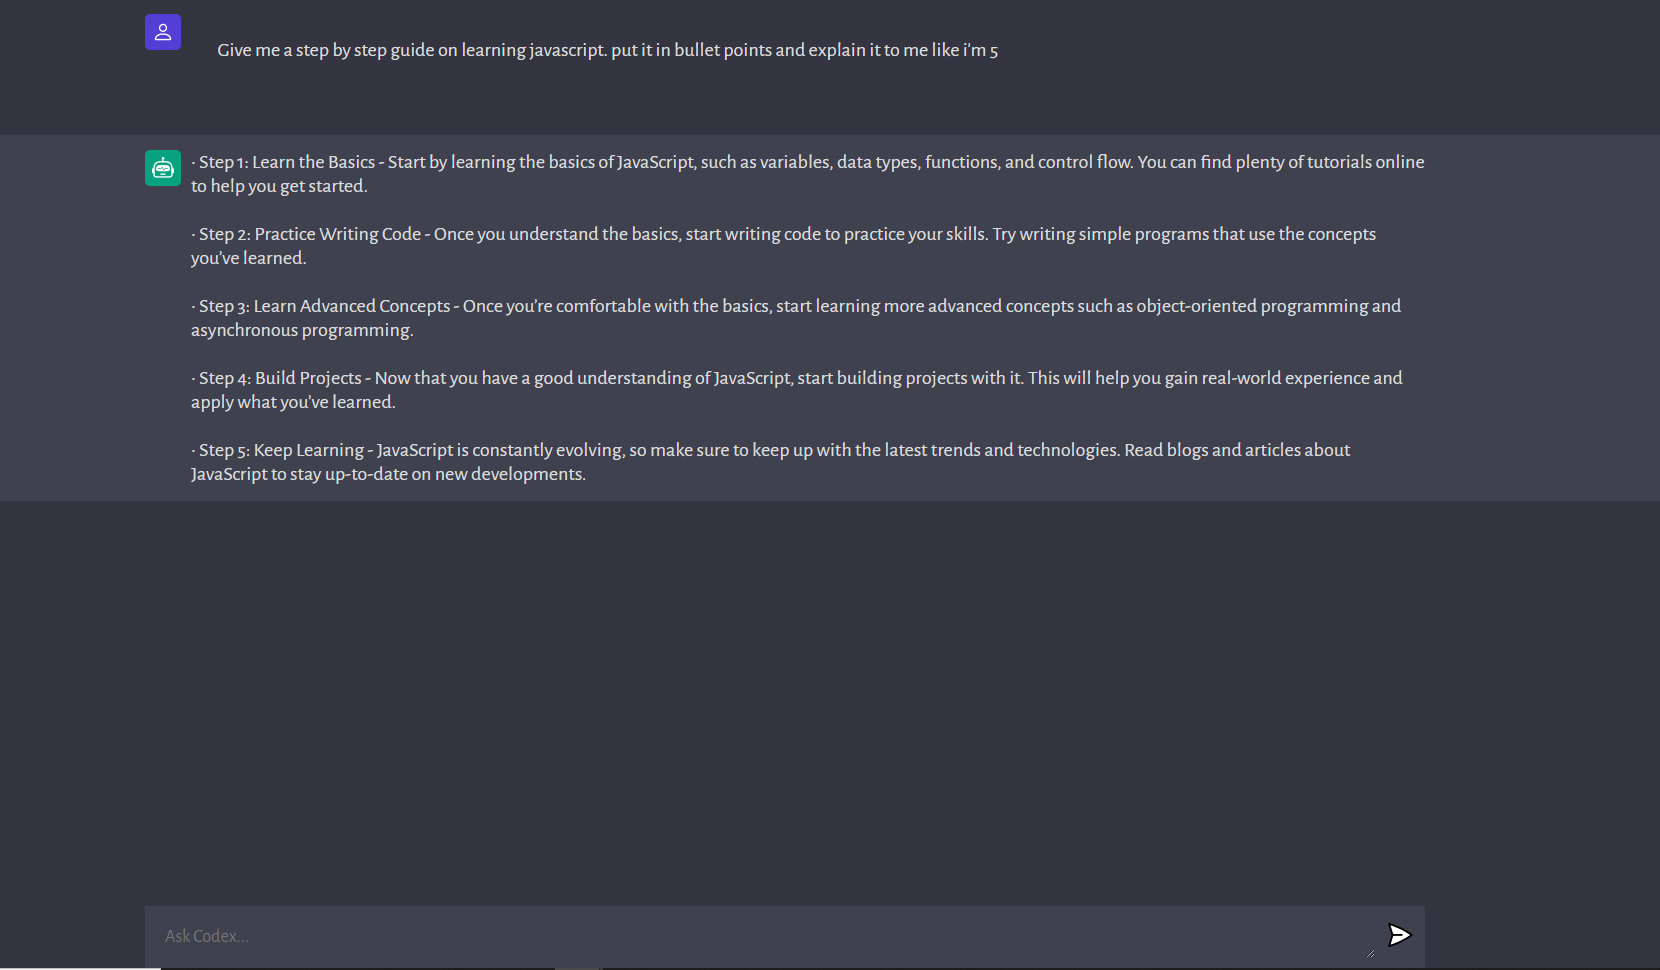 Give me a step by step guide on learning javascript. put it in bullet points and explain it to me like i'm 5
· Step 1: Learn the Basics - Start by learning the basics of JavaScript, such as variables, data types, functions, and control flow. You can find plenty of tutorials online
to help you get started.
· Step 2: Practice Writing Code - Once you understand the basics, start writing code to practice your skills. Try writing simple programs that use the concepts
you've learned.
· Step 3: Learn Advanced Concepts - Once you're comfortable with the basics, start learning more advanced concepts such as object-oriented programming and
asynchronous programming.
· Step 4: Build Projects - Now that you have a good understanding of JavaScript, start building projects with it. This will help you gain real-world experience and
apply what you've learned.
· Step 5: Keep Learning - JavaScript is constantly evolving, so make sure to keep up with the latest trends and technologies. Read blogs and articles about
JavaScript to stay up-to-date on new developments.
Ask Codex...